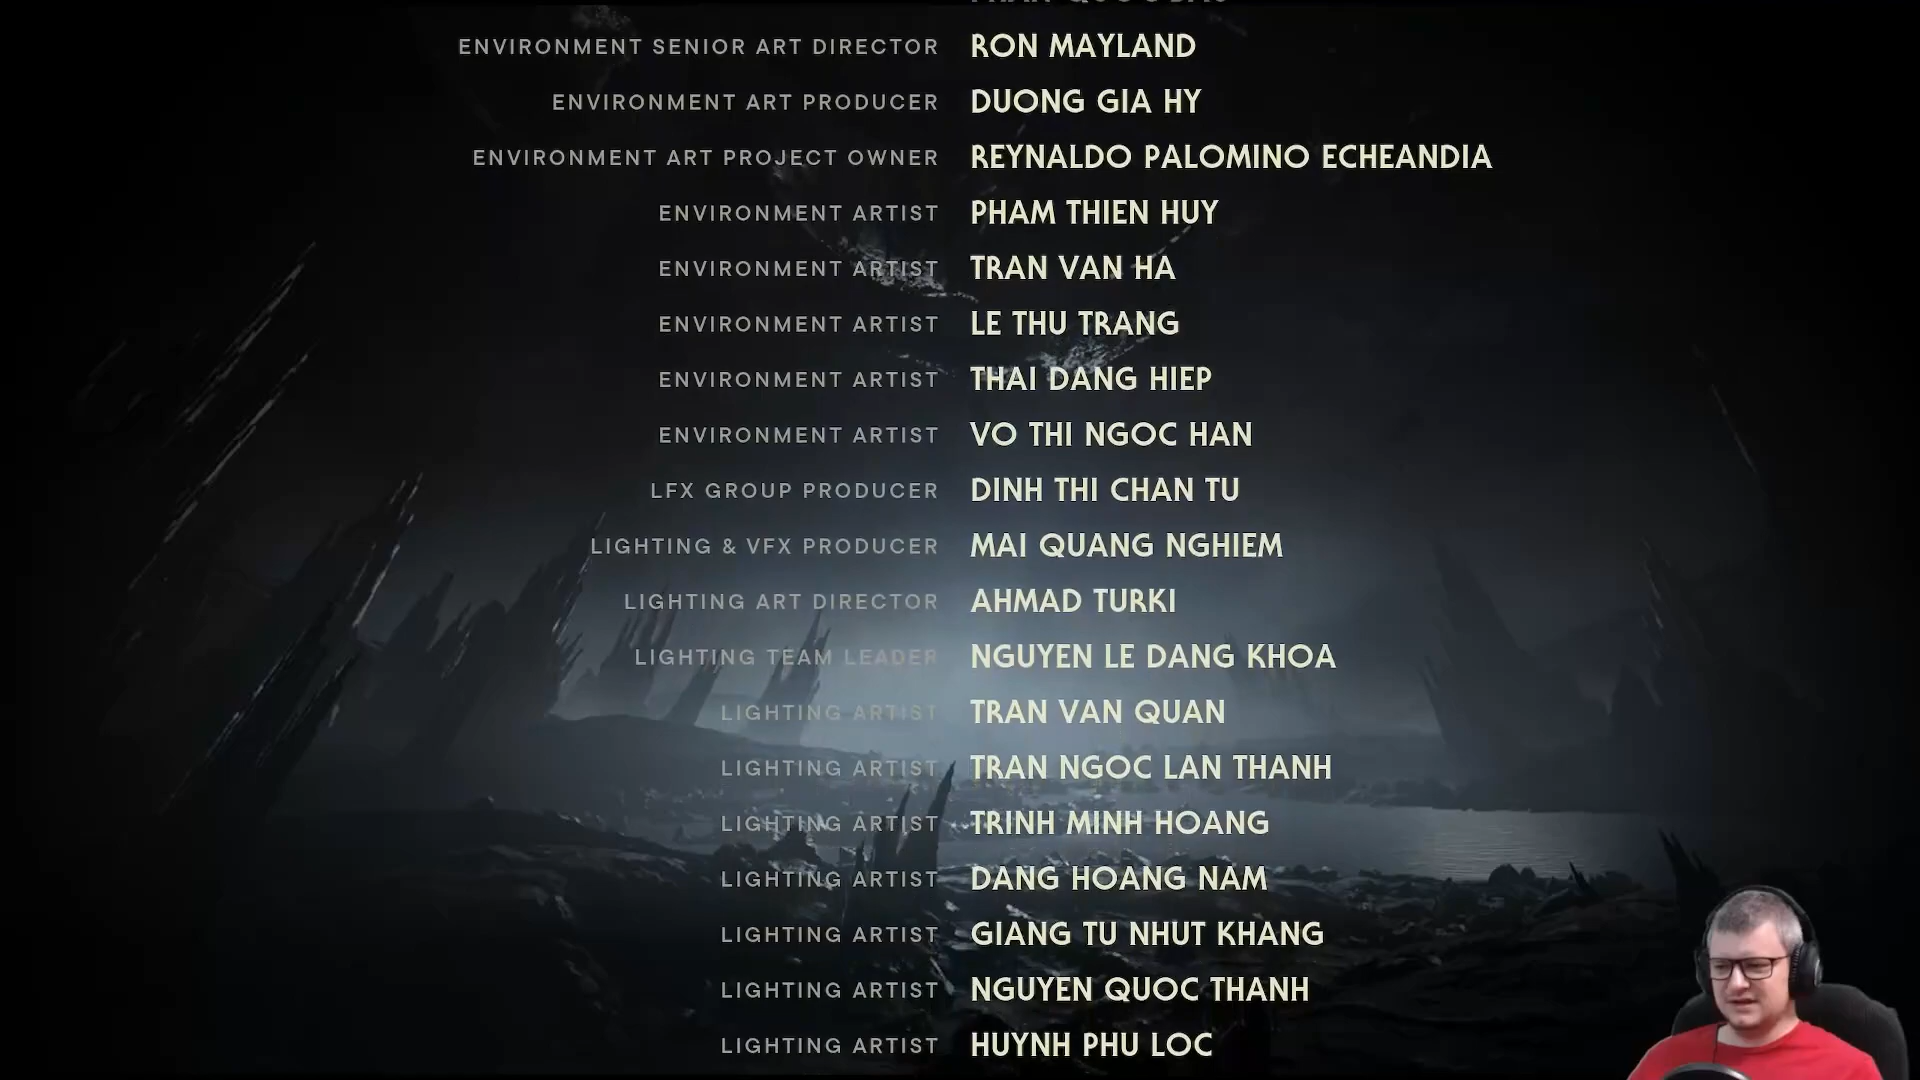 ENVIRONMENT SENIOR ART DIRECTOR RON MAYLAND
ENVIRONMENT ART PRODUCER DUONG GIA HY
ENVIRONMENT ART PROJECT OWNER REYNALDO PALOMINO ECHEANDIA
ENVIRONMENT ARTIST PHAM THIEN HUY
ENVIRONMENT ARTIST TRAN VAN HA
ENVIRONMENT ARTIST LE THU TRANG
ENVIRONMENT ARTIST THAI DANG HIEP
ENVIRONMENT ARTIST VO THI NGOC HAN
LFX GROUP PRODUCER DINH THI CHAN TU
LIGHTING & VFX PRODUCER MAI QUANG NGHIEM
LIGHTING ART DIRECTOR AHMAD TURKI
LIGHTING TEAM LEADER NGUYEN LE DANG KHOA
LIGHTING ARTIST TRAN VAN QUAN
LIGHTING ARTIST TRAN NGOC LAN THANH
LIGHTING ARTIST TRINH MINH HOANG
LIGHTING ARTIST DANG HOANG NAM
LIGHTING ARTIST GIANG TU NHUT KHANG
LIGHTING ARTIST NGUYEN QUOC THANH
LIGHTING ARTIST HUYNH PHU LOC